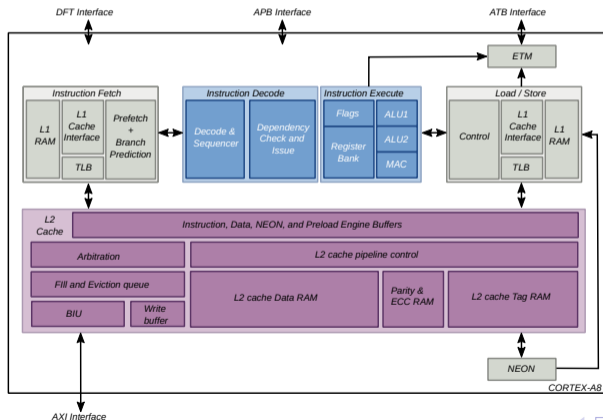 DFT Interface
APB Interface
ATB Interface
ETM
Instruction Fetch
L1
RAM
L1
Cache
Interface
TLB
Prefetch
+
Branch
Prediction
Instruction Decode
Decode &
Sequencer
Dependency
Check and
Issue
Instruction Execute
Flags
Register
Bank
ALU1
ALU2
MAC
Load / Store
Control
L1
Cache
Interface
TLB
L1
RAM
L2
Cache
Instruction, Data, NEON, and Preload Engine Buffers
Arbitration
L2 cache pipeline control
Fill and Eviction queue
BIU
Write
buffer
L2 cache Data RAM
Parity &
ECC RAM
L2 cache Tag RAM
NEON
CORTEX-A8
AXI Interface